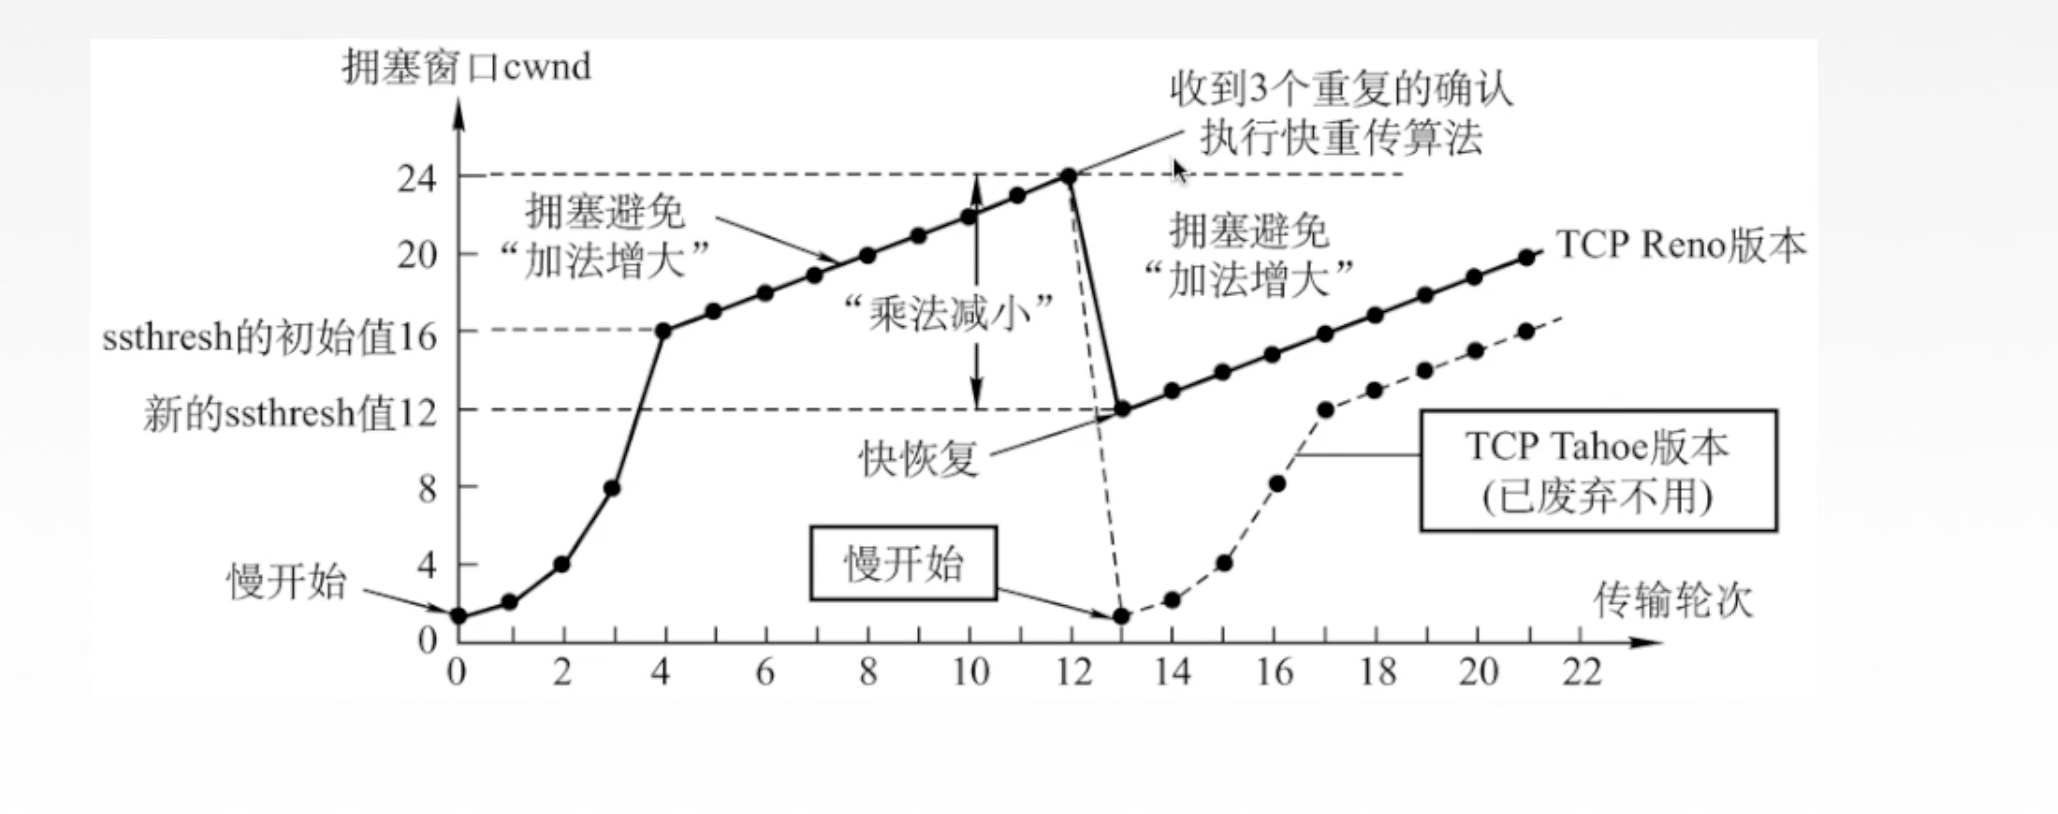 拥塞窗口cwnd
收到3个重复的确认
执行快重传算法
24
拥塞避免
“加法增大”
拥塞避免
“加法增大”
TCP Reno版本
20
“乘法减小”
ssthresh的初始值16
新的ssthresh值12
快恢复
TCP Tahoe版本
(已废弃不用)
8
慢开始
4
慢开始
传输轮次
0
0 2 4 6 8 10 12 14 16 18 20 22